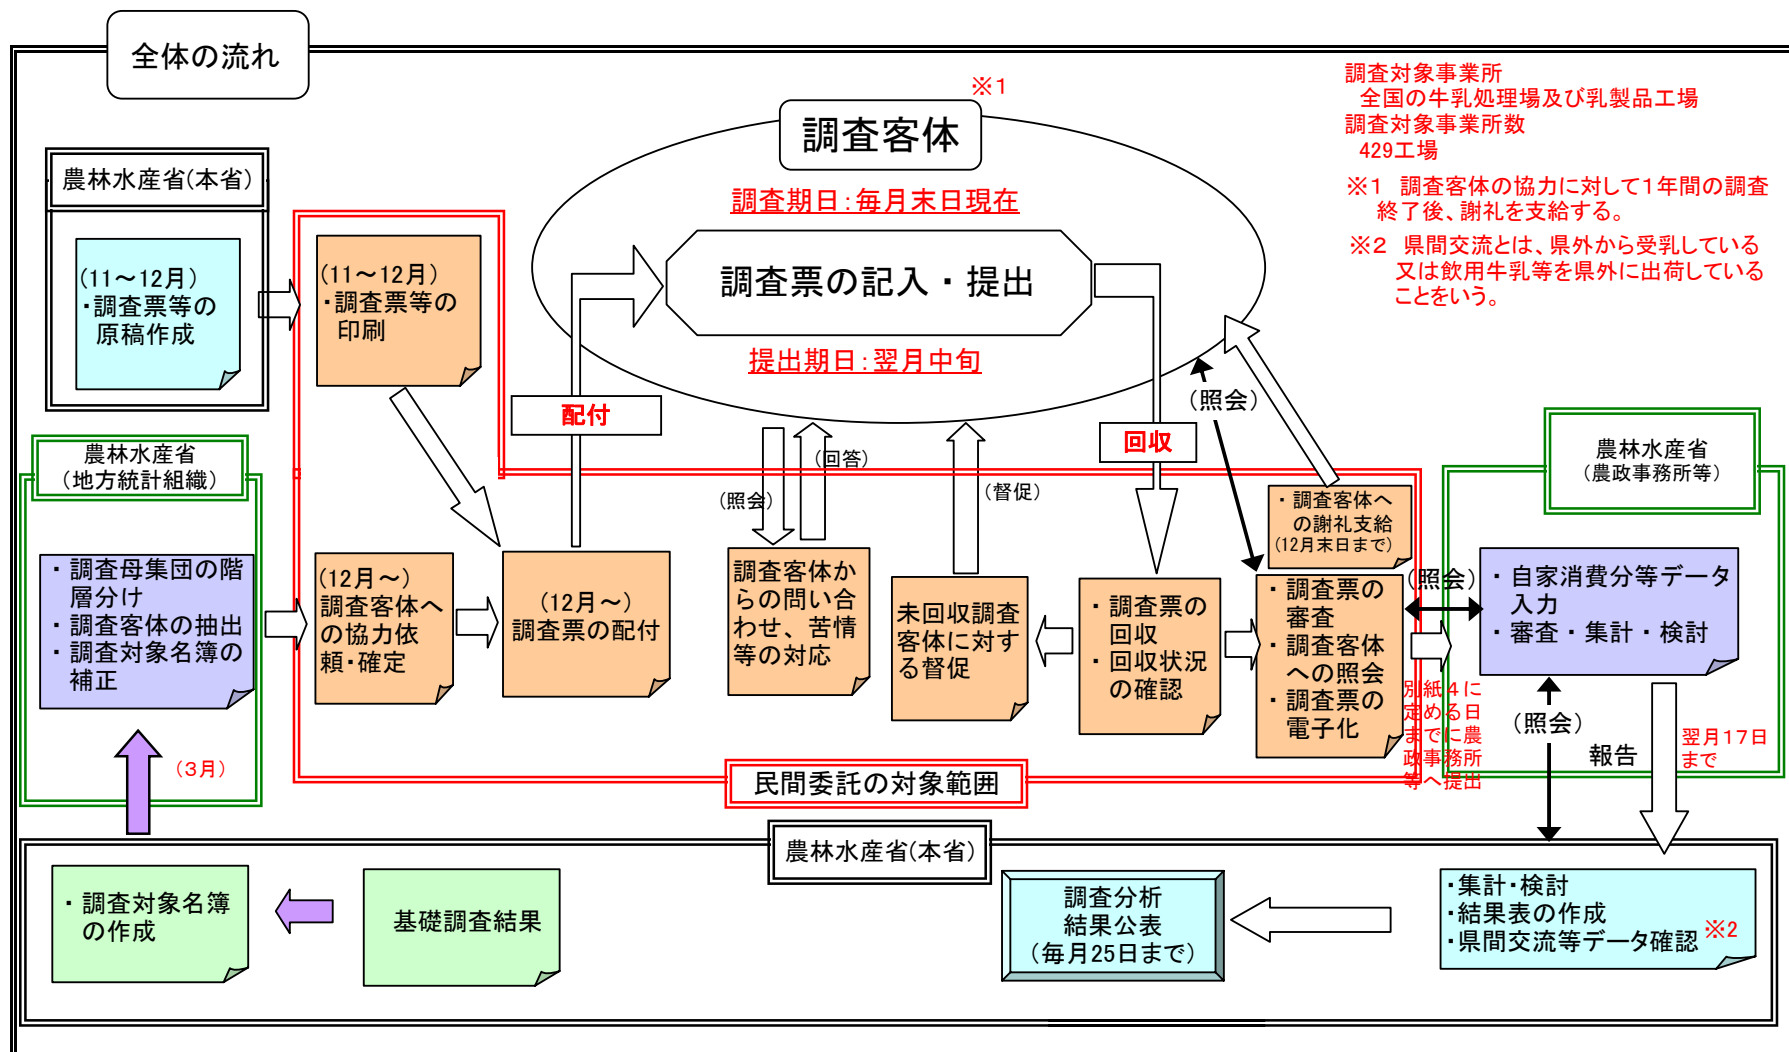 全体の流れ
※1
調査客体
調査期日:毎月末日現在
調査票の記入・提出
提出期日:翌月中旬
調査対象事業所
全国の牛乳処理場及び乳製品工場
調査対象事業所数
429工場
※1 調査客体の協力に対して1年間の調査
終了後、謝礼を支給する。
※2 県間交流とは、県外から受乳している
又は飲用牛乳等を県外に出荷している
ことをいう。
農林水産省(本省)
(11~12月)
・調査票等の
原稿作成
(11~12月)
・調査票等の
印刷
配付
回収
(照会)
(回答)
(照会)
(督促)
農林水産省
(地方統計組織)
・調査母集団の階
層分け
・調査客体の抽出
・調査対象名簿の
補正
(3月)
(12月~)
調査客体へ
の協力依
頼・確定
(12月~)
調査票の配付
調査客体か
らの問い合
わせ、苦情
等の対応
未回収調査
客体に対す
る督促
・調査票の
回収
・回収状況
の確認
・調査客体へ
の謝礼支給
(12月末日まで)
・調査票の
審査
・調査客体
への照会
・調査票の
電子化
(照会)
別紙4に
定める日
までに農
政事務所
等へ提出
農林水産省
(農政事務所等)
・自家消費分等データ
入力
・審査・集計・検討
(照会)
報告
翌月17日
まで
民間委託の対象範囲
農林水産省(本省)
・調査対象名簿
の作成
基礎調査結果
調査分析
結果公表
(毎月25日まで)
・集計・検討
・結果表の作成
・県間交流等データ確認 ※2